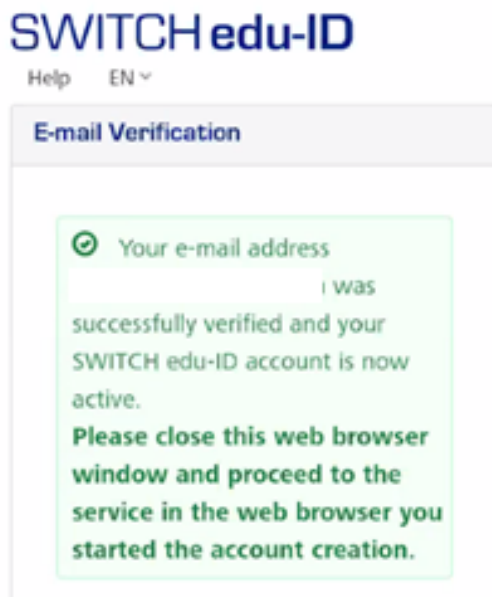 SWITCH edu-ID
Help EN
E-mail Verification
Your e-mail address
was
successfully verified and your
SWITCH edu-ID account is now
active.
Please close this web browser
window and proceed to the
service in the web browser you
started the account creation.